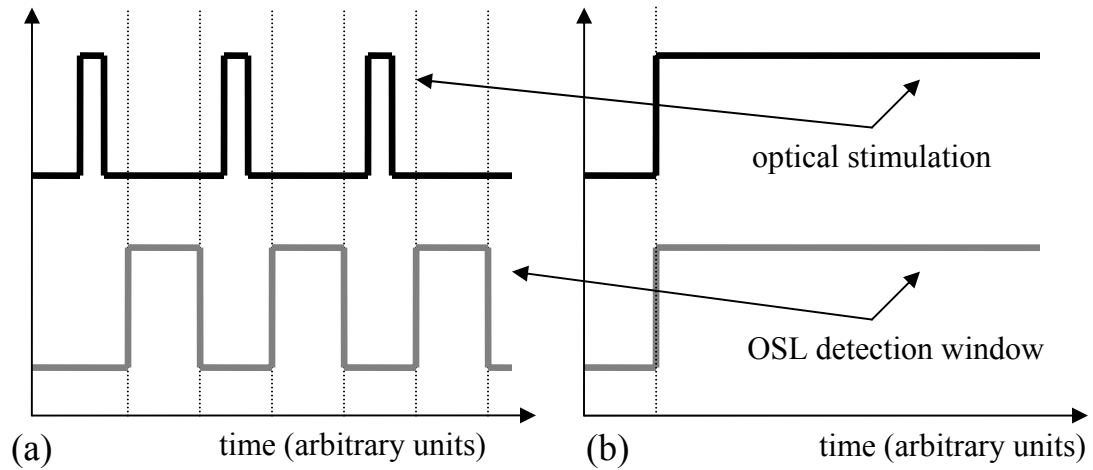 optical stimulation
OSL detection window
(a)
time (arbitrary units)
(b)
time (arbitrary units)